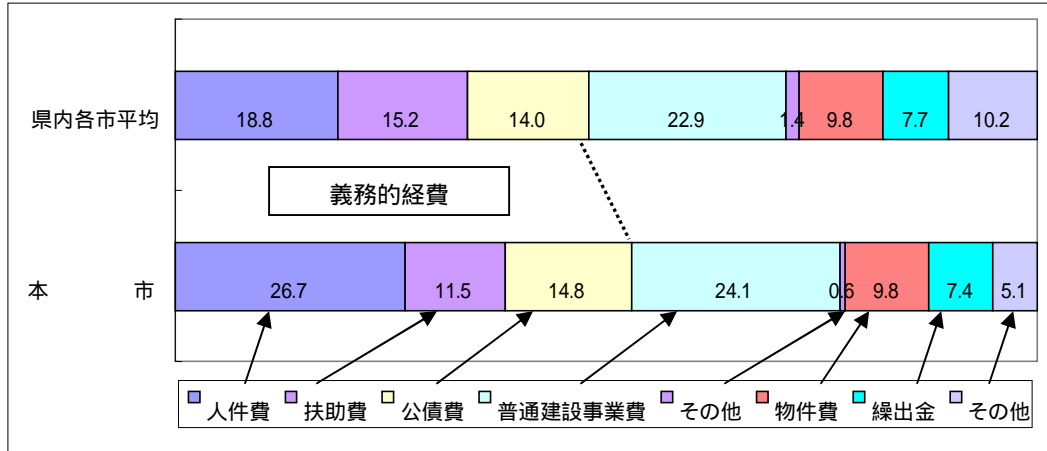 県内各市平均 18.8 15.2 14.0 22.9 1.4 9.8 7.7 10.2
義務的経費
本 市 26.7 11.5 14.8 24.1 0.6 9.8 7.4 5.1
人件費 扶助費 公債費 普通建設事業費 その他 物件費 繰出金 その他